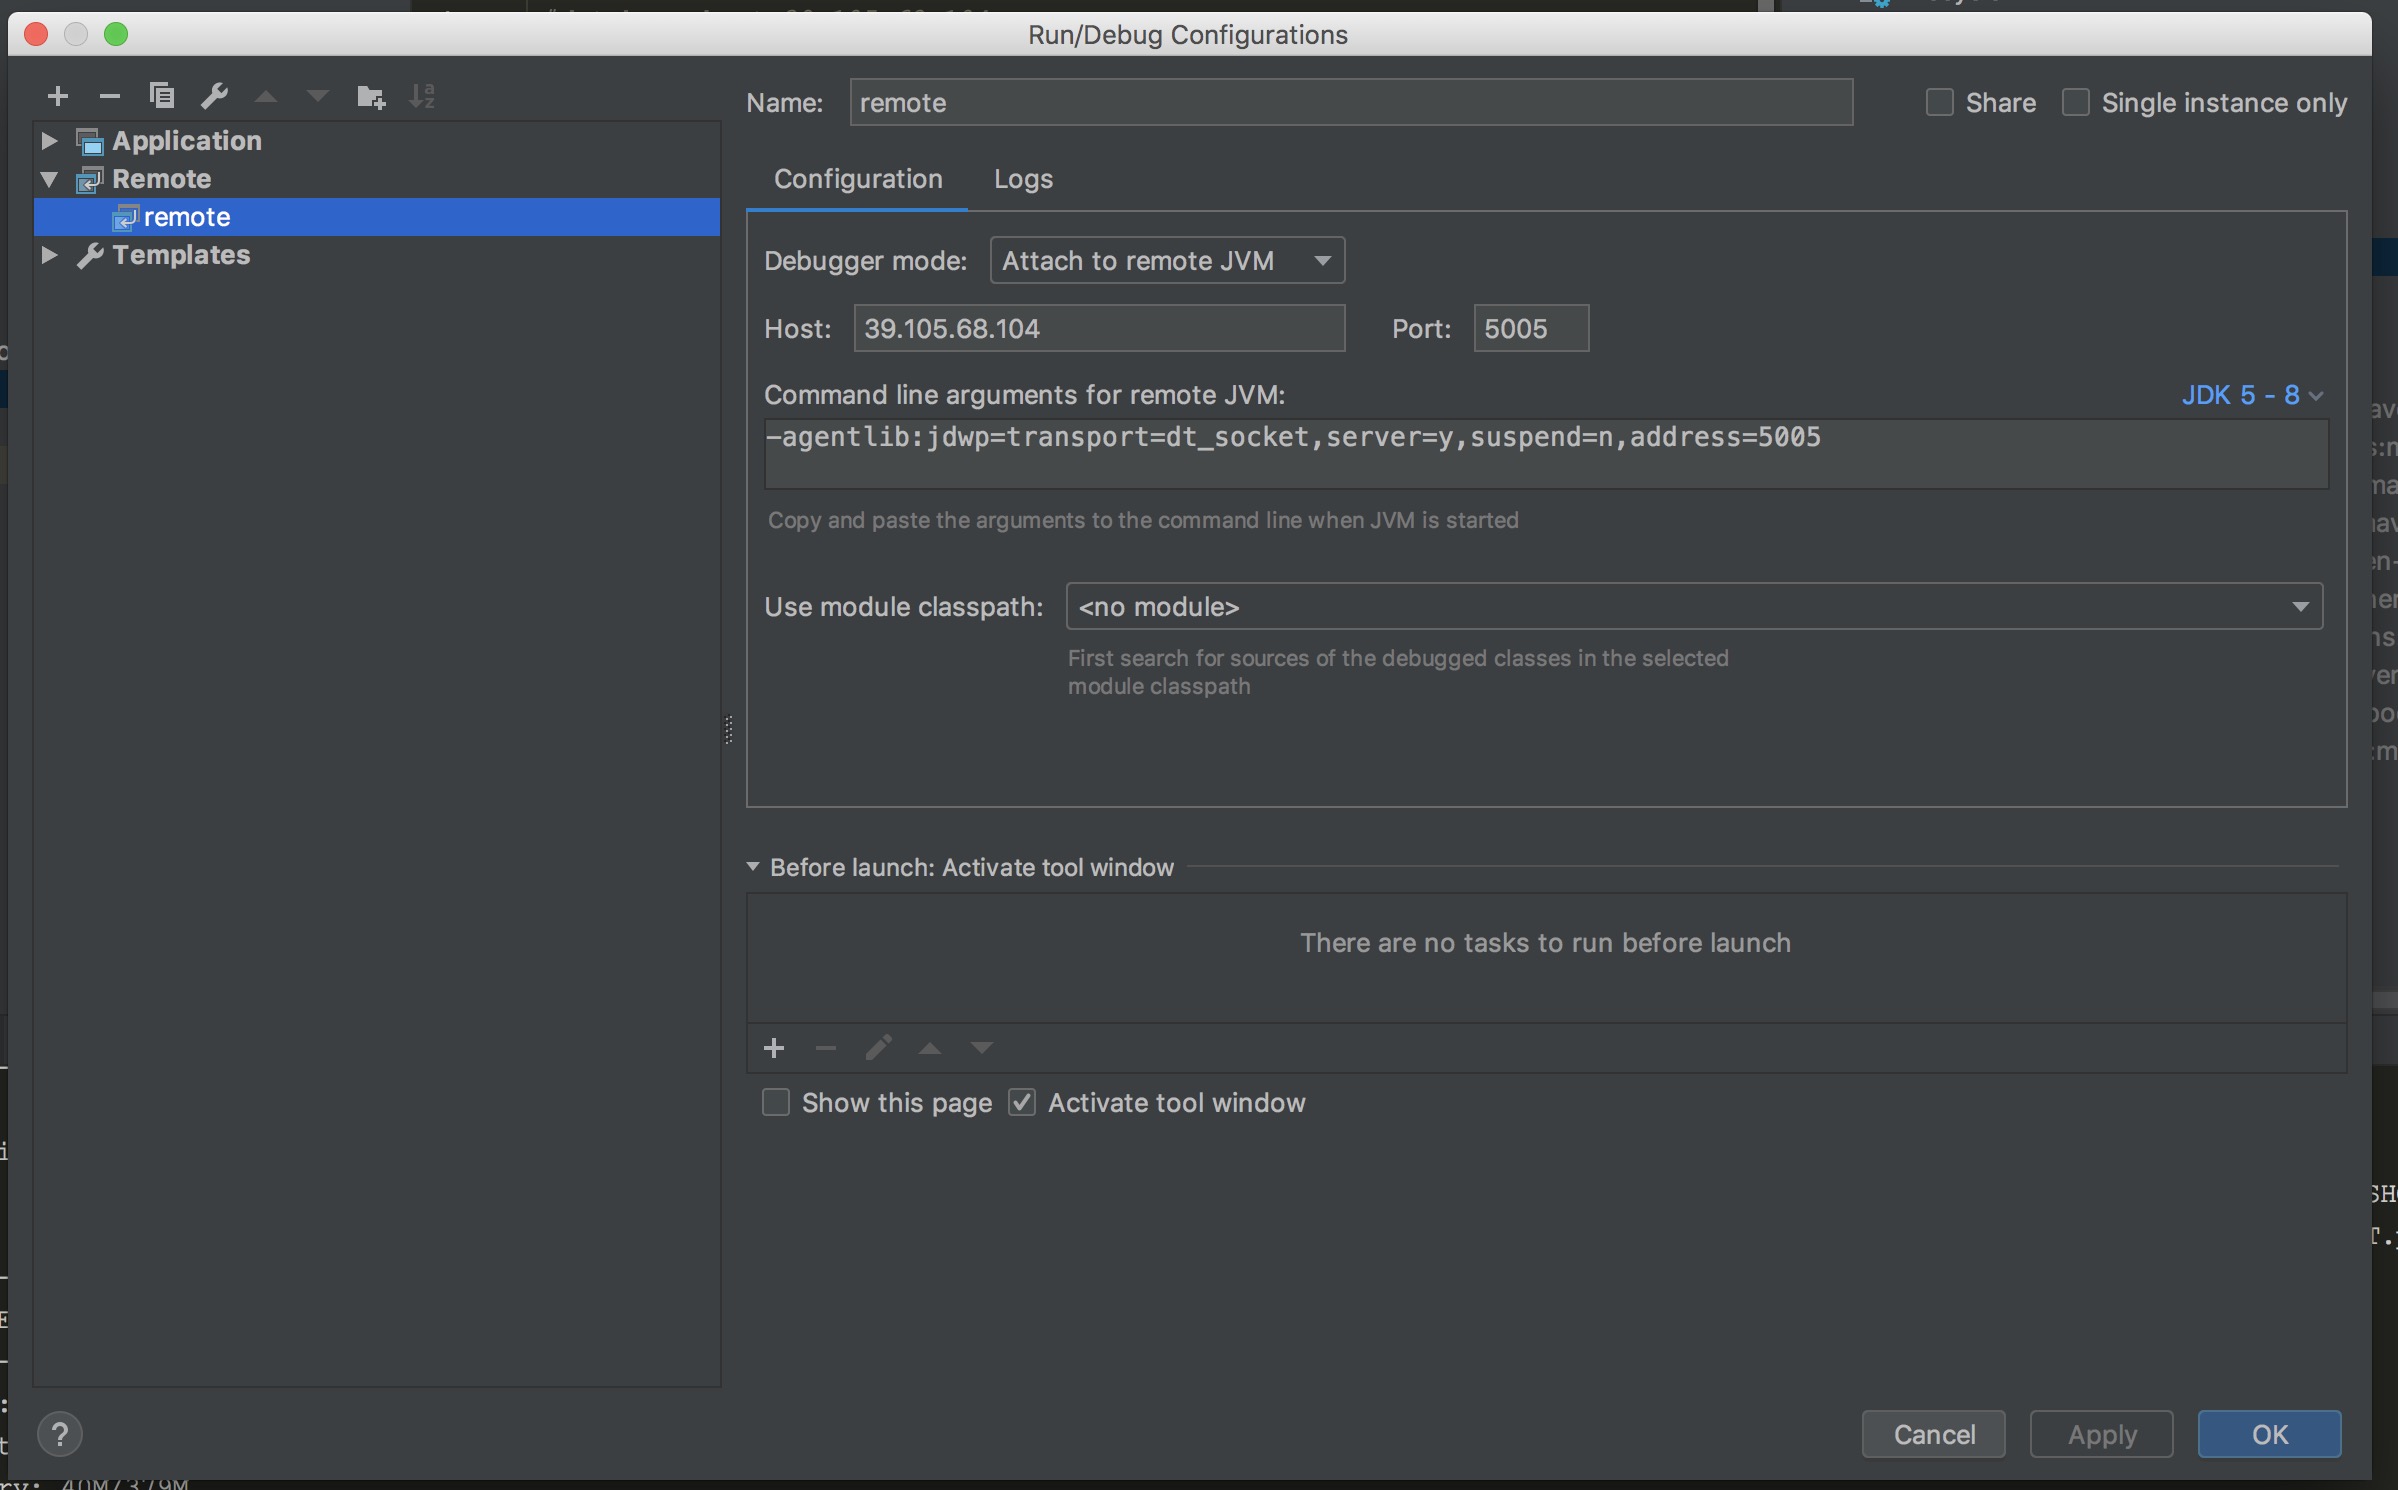 Run/Debug Configurations
Name: remote
Share
Single instance only
Application
Remote
remote
Templates
Configuration
Logs
Debugger mode: Attach to remote JVM
Host: 39.105.68.104
Port: 5005
Command line arguments for remote JVM:
JDK 5 - 8
-agentlib:jdwp=transport=dt_socket,server=y,suspend=n,address=5005
Copy and paste the arguments to the command line when JVM is started
Use module classpath: <no module>
First search for sources of the debugged classes in the selected
module classpath
Before launch: Activate tool window
There are no tasks to run before launch
Show this page
Activate tool window
?
Cancel
Apply
OK